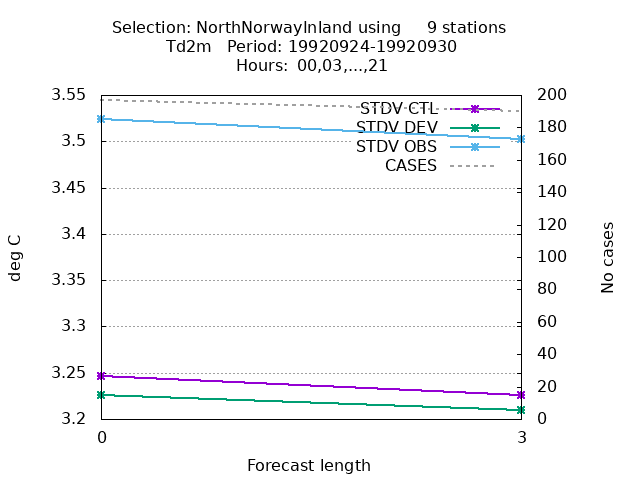 Selection: NorthNorwayInland using     9 stations
Td2m   Period: 19920924-19920930
Hours:  00,03,...,21
3.55
3.5
3.45
3.4
3.35
3.3
3.25
3.2
200
180
160
140
120
100
80
60
40
20
0
STDV CTL
STDV DEV
STDV OBS
CASES
deg C
No cases
0
3
Forecast length